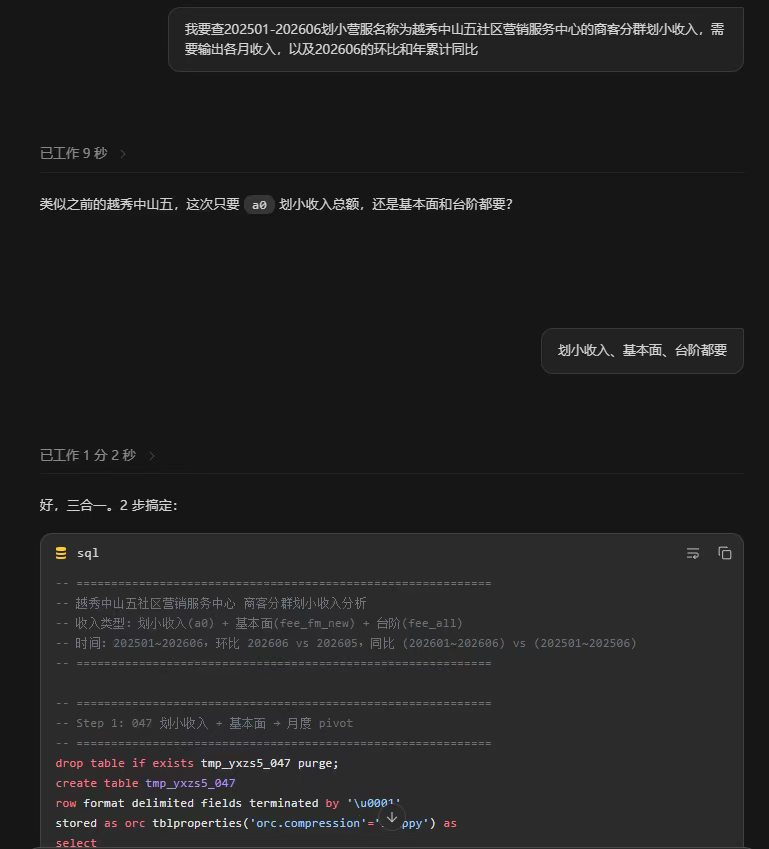 我要查202501-202606划小营服名称为越秀中山五社区营销服务中心的商客分群划小收入，需
要输出各月收入，以及202606的环比和年累计同比
已工作 9 秒
类似之前的越秀中山五，这次只要 a0 划小收入总额，还是基本面和台阶都要？
划小收入、基本面、台阶都要
已工作 1 分 2 秒
好，三合一。2 步搞定：
sql
-- ============================================================
-- 越秀中山五社区营销服务中心 商客分群划小收入分析
-- 收入类型：划小收入(a0) + 基本面(fee_fm_new) + 台阶(fee_all)
-- 时间：202501~202606，环比 202606 vs 202605，同比 (202601~202606) vs (202501~202506)
-- ============================================================
-- ============================================================
-- Step 1: 047 划小收入 + 基本面 → 月度 pivot
-- ============================================================
drop table if exists tmp_yxzs5_047 purge;
create table tmp_yxzs5_047
row format delimited fields terminated by '\u0001'
stored as orc tblproperties('orc.compression'=' ppy') as
select